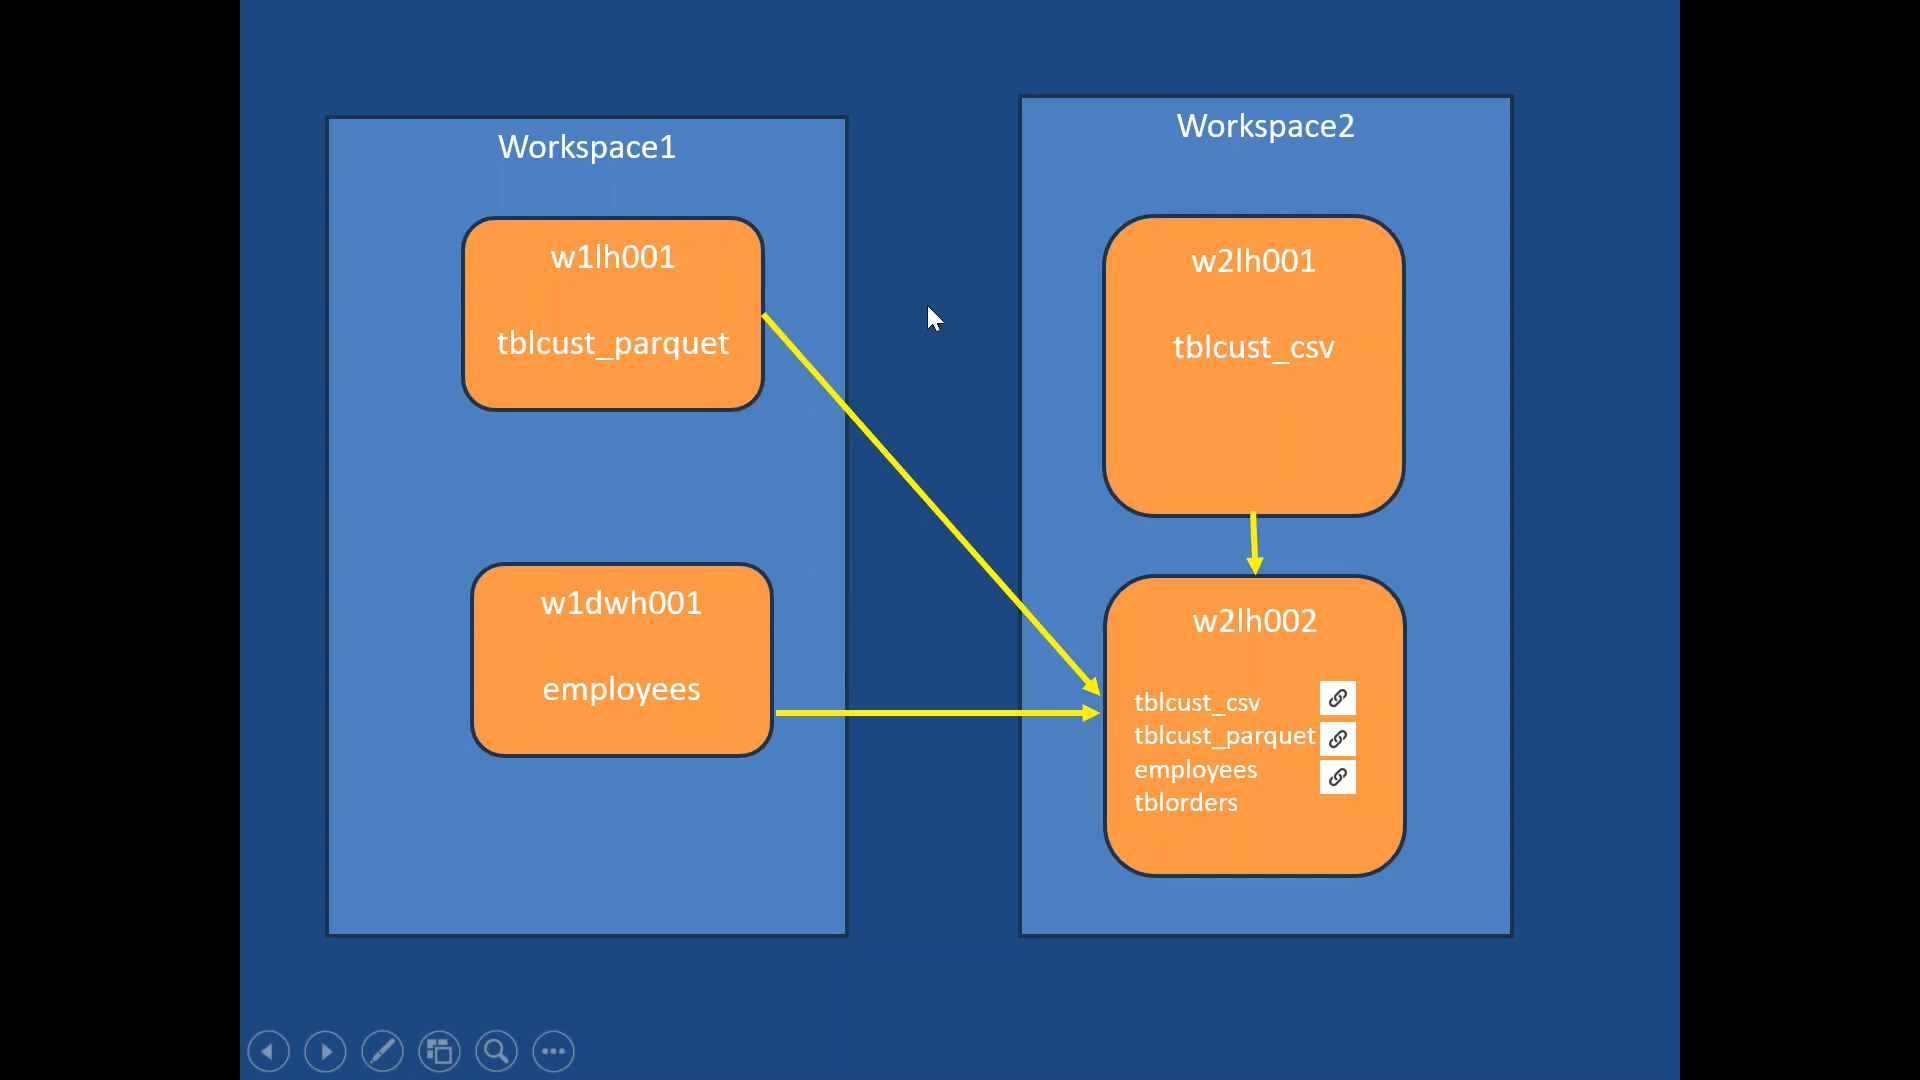 Workspace1
w1lh001
tblcust_parquet
w1dwh001
employees
Workspace2
w2lh001
tblcust_csv
w2lh002
tblcust_csv
tblcust_parquet
employees
tblorders